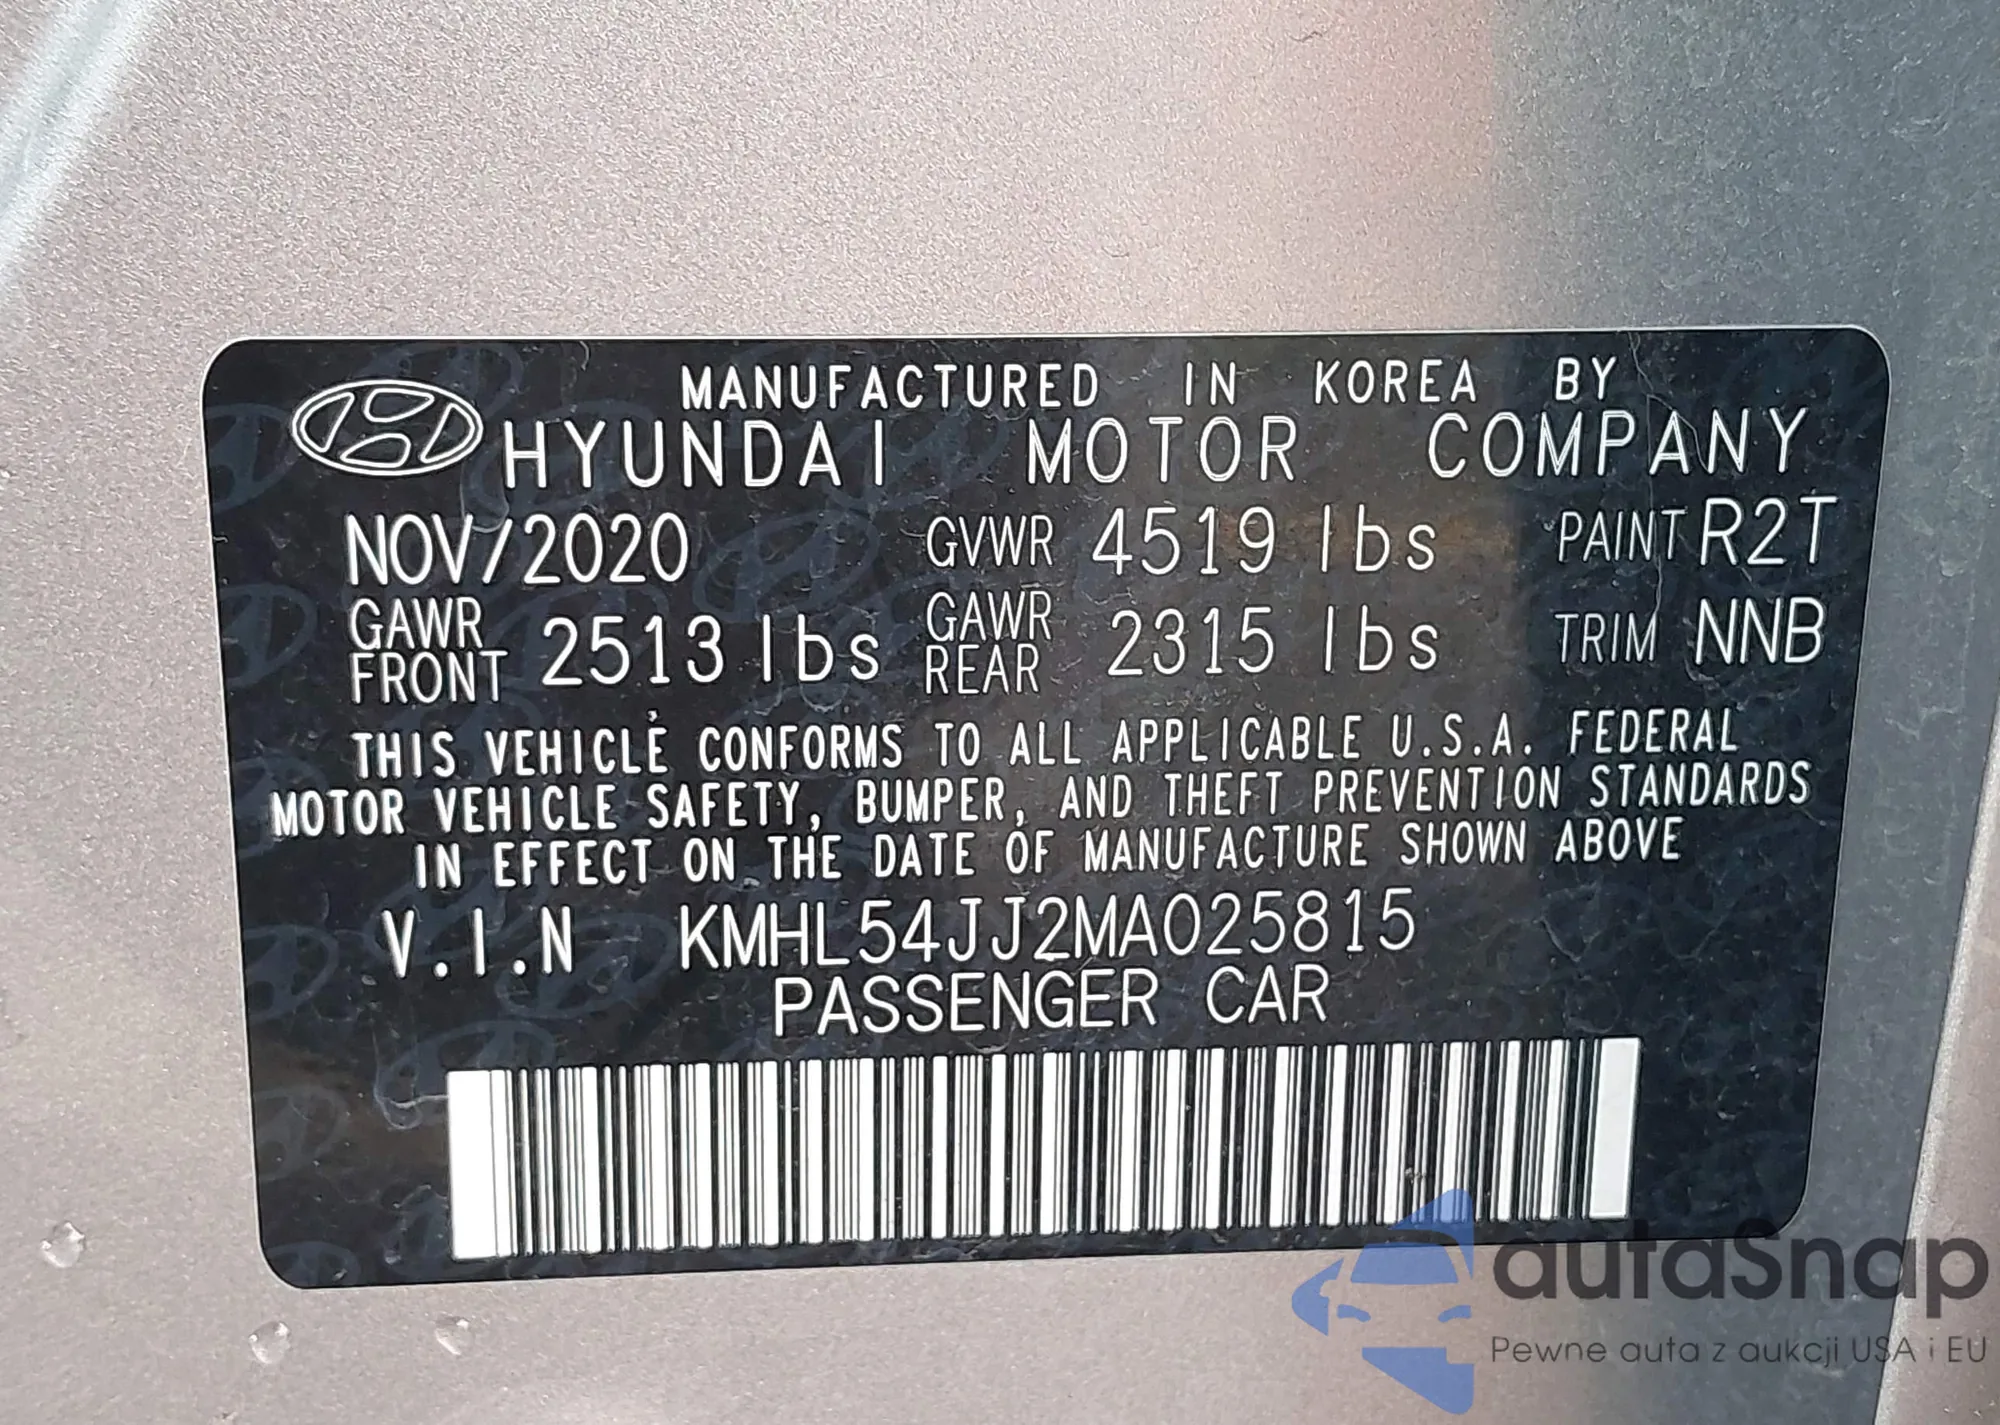 MANUFACTURED IN KOREA BY
HYUNDAI MOTOR COMPANY
NOV/2020 GVWR 4519 lbs PAINT R2T
GAWR FRONT 2513 lbs GAWR REAR 2315 lbs TRIM NNB
THIS VEHICLE CONFORMS TO ALL APPLICABLE U.S.A. FEDERAL
MOTOR VEHICLE SAFETY, BUMPER, AND THEFT PREVENTION STANDARDS
IN EFFECT ON THE DATE OF MANUFACTURE SHOWN ABOVE
V.I.N KMHL54JJ2MA025815
PASSENGER CAR
autaSnap
Pewne auta z aukcji USA i EU